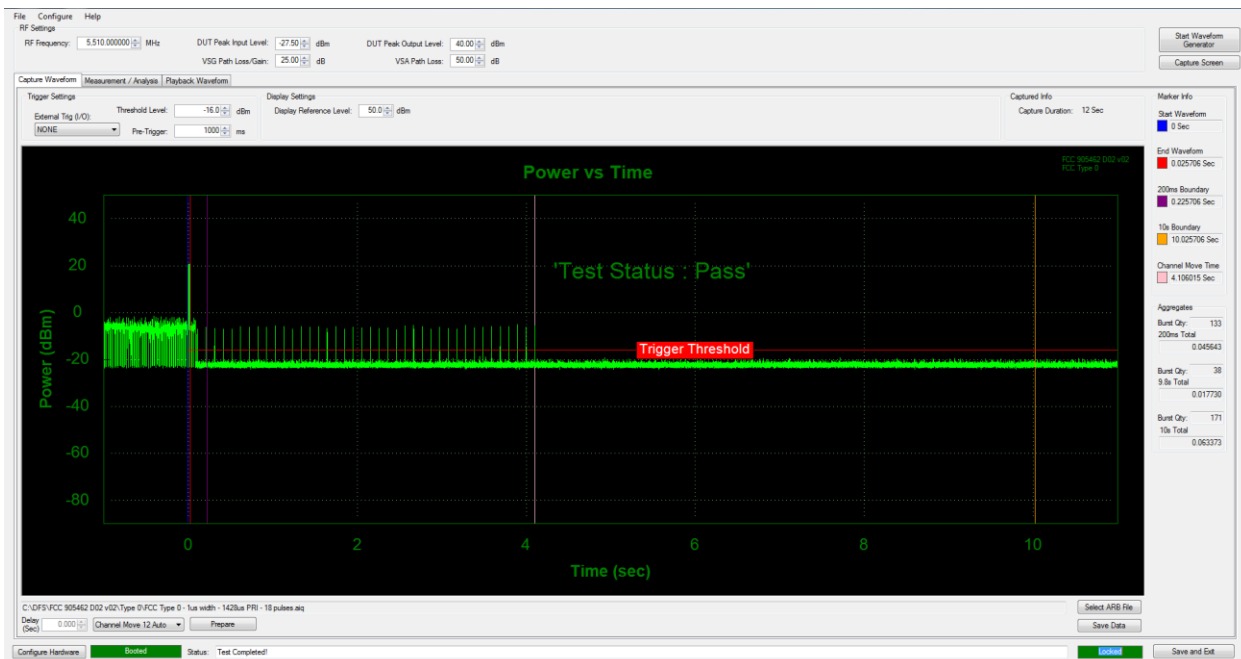 File Configure Help
RF Settings
RF Frequency: 5,510.000000 MHz DUT Peak Input Level: -27.50 dBm DUT Peak Output Level: 40.00 dBm
VSG Path Loss/Gain: 25.00 dB VSA Path Loss: 50.00 dB
Start Waveform
Generator
Capture Screen
Capture Waveform Measurement / Analysis Playback Waveform
Trigger Settings
External Trig (I/O):
NONE
Threshold Level: -16.0 dBm
Pre-Trigger: 1000 ms
Display Settings
Display Reference Level: 50.0 dBm
Captured Info
Capture Duration: 12 Sec
Power vs Time
FCC 905462 D02 v02
FCC Type 0
'Test Status : Pass'
Trigger Threshold
Power (dBm)
40
20
0
-20
-40
-60
-80
0 2 4 6 8 10
Time (sec)
Marker Info
Start Waveform
0 Sec
End Waveform
0.025706 Sec
200ms Boundary
0.225706 Sec
10s Boundary
10.025706 Sec
Channel Move Time
4.106015 Sec
Aggregates
Burst Qty: 133
200ms Total
0.045643
Burst Qty: 38
9.8s Total
0.017730
Burst Qty: 171
10s Total
0.063373
C:\DFS\FCC 905462 D02 v02\Type 0\FCC Type 0 - 1us width - 1428us PRI - 18 pulses.aiq
Select ARB File
Delay
(Sec) 0.000 Channel Move 12 Auto Prepare
Save Data
Configure Hardware Booted Status: Test Completed! Locked Save and Exit